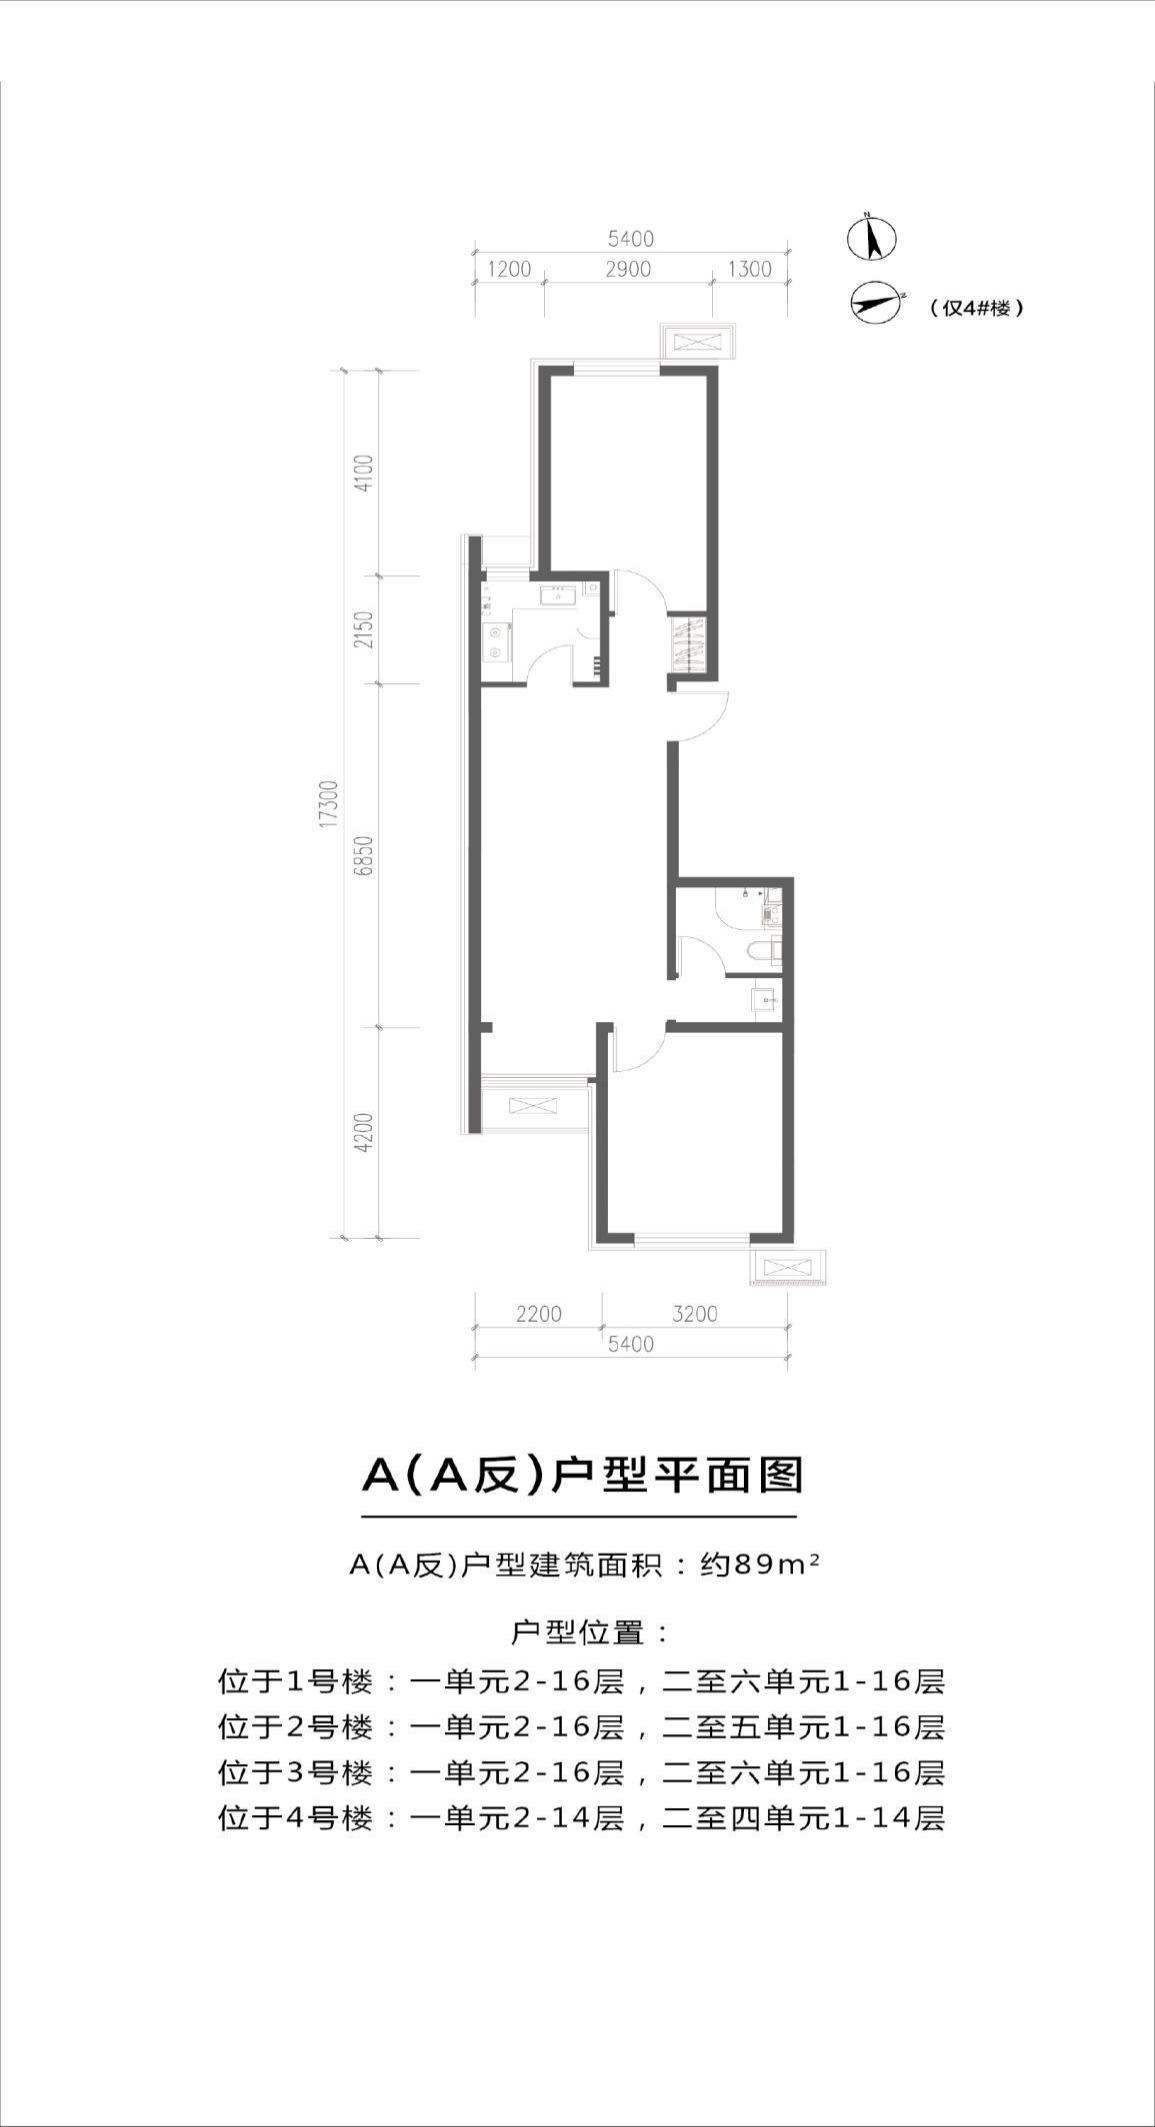 N
5400
1200 2900 1300
N
（仅4#楼）
4100
2150
17300
6850
4200
2200 3200
5400
A(A反)户型平面图
A(A反)户型建筑面积：约89m²
户型位置：
位于1号楼：一单元2-16层，二至六单元1-16层
位于2号楼：一单元2-16层，二至五单元1-16层
位于3号楼：一单元2-16层，二至六单元1-16层
位于4号楼：一单元2-14层，二至四单元1-14层